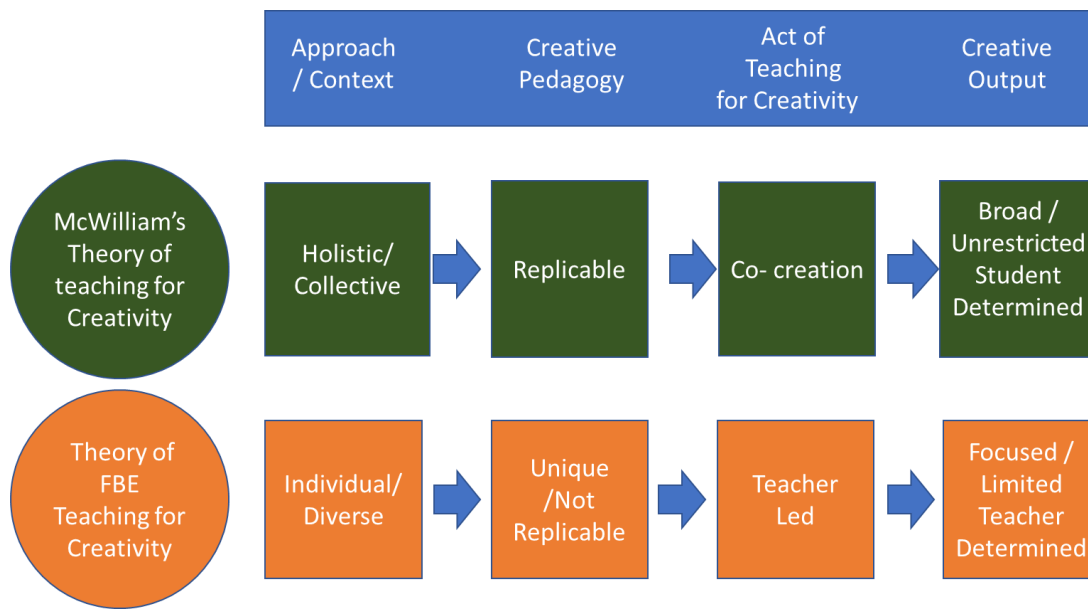 Approach
/ Context
Creative
Pedagogy
Act of
Teaching
for Creativity
Creative
Output
McWilliam’s
Theory of
teaching for
Creativity
Holistic/
Collective
Replicable
Co- creation
Broad /
Unrestricted
Student
Determined
Theory of
FBE
Teaching for
Creativity
Individual/
Diverse
Unique
/Not
Replicable
Teacher
Led
Focused /
Limited
Teacher
Determined